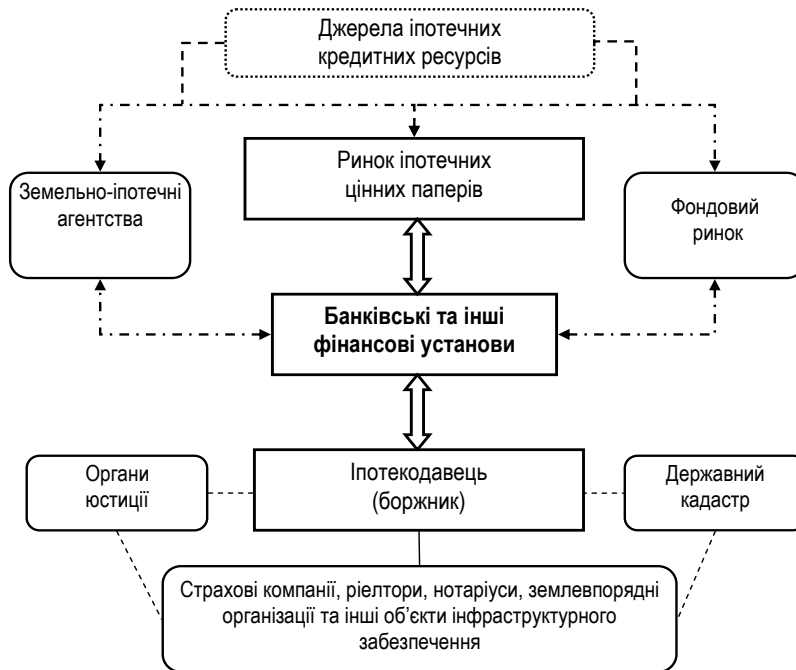 Джерела іпотечних
кредитних ресурсів
Ринок іпотечних
цінних паперів
Земельно-іпотечні
агентства
Фондовий
ринок
Банківські та інші
фінансові установи
Органи
юстиції
Іпотекодавець
(боржник)
Державний
кадастр
Страхові компанії, ріелтори, нотаріуси, землевпорядні
організації та інші об’єкти інфраструктурного
забезпечення